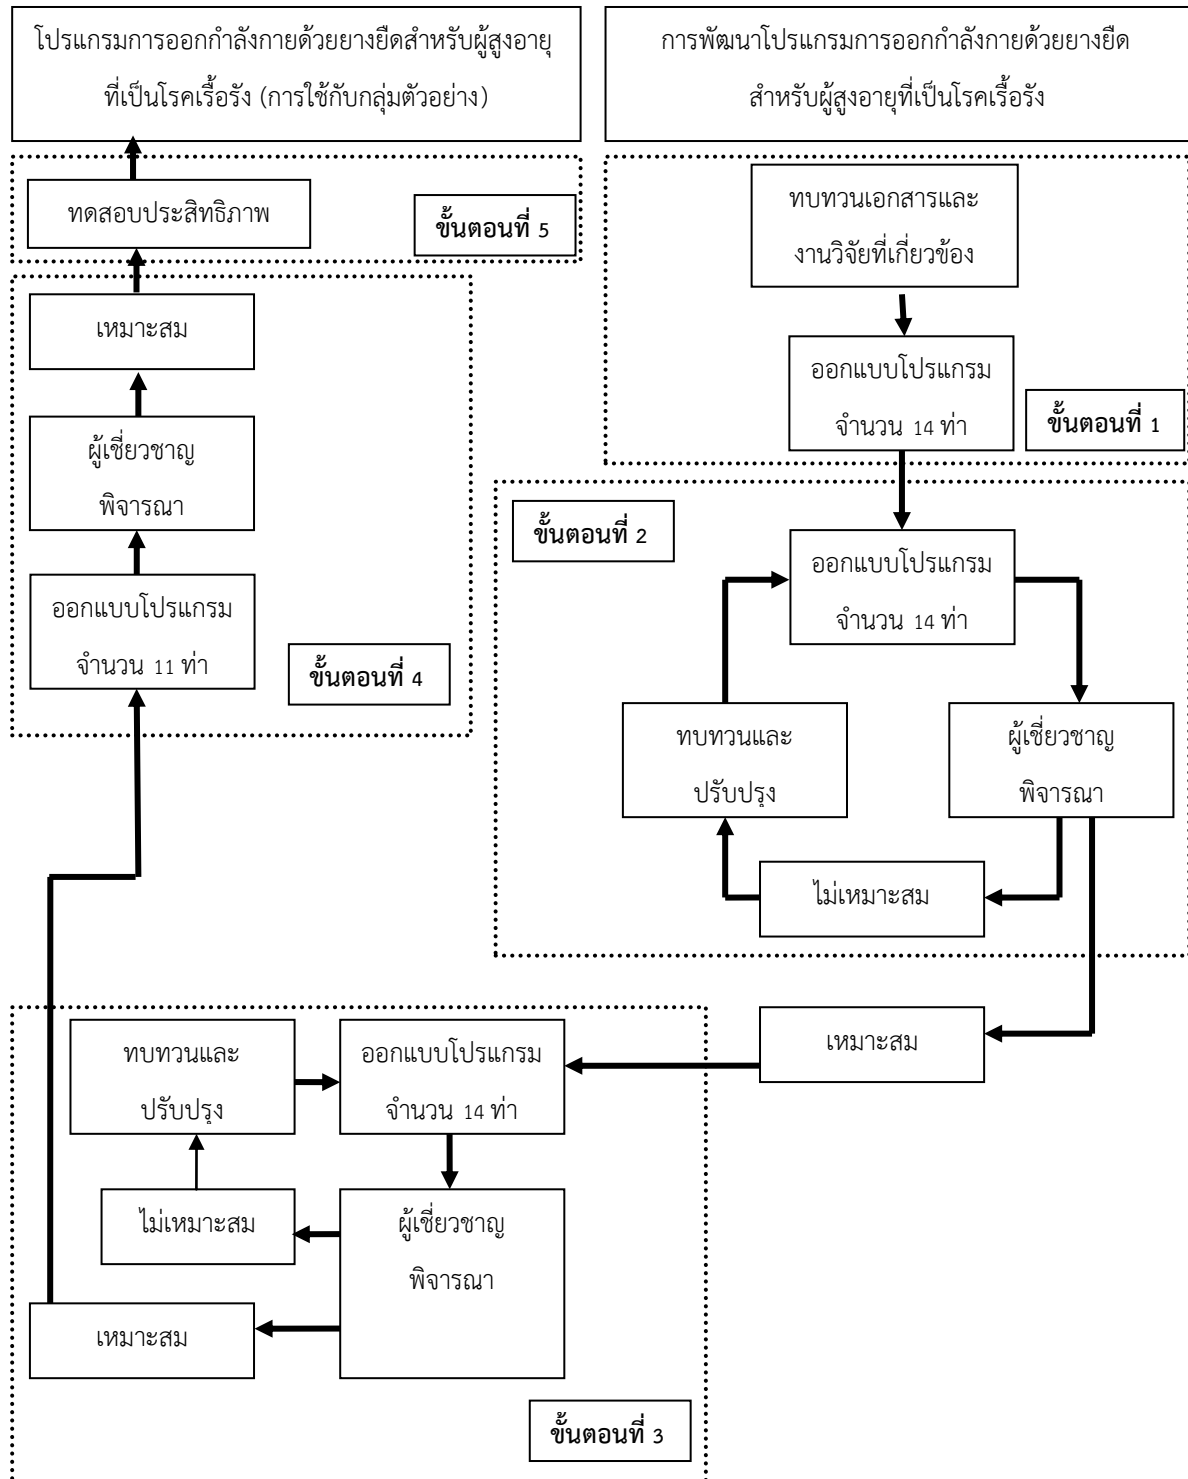 โปรแกรมการออกกำลังกายด้วยยางยืดสำหรับผู้สูงอายุ
ที่เป็นโรคเรื้อรัง (การใช้กับกลุ่มตัวอย่าง)
การพัฒนาโปรแกรมการออกกำลังกายด้วยยางยืด
สำหรับผู้สูงอายุที่เป็นโรคเรื้อรัง
ทบทวนเอกสารและ
งานวิจัยที่เกี่ยวข้อง
ออกแบบโปรแกรม
จำนวน 14 ท่า
ขั้นตอนที่ 1
ขั้นตอนที่ 2
ออกแบบโปรแกรม
จำนวน 14 ท่า
ทบทวนและ
ปรับปรุง
ผู้เชี่ยวชาญ
พิจารณา
ไม่เหมาะสม
เหมาะสม
ทบทวนและ
ปรับปรุง
ออกแบบโปรแกรม
จำนวน 14 ท่า
ไม่เหมาะสม
ผู้เชี่ยวชาญ
พิจารณา
เหมาะสม
ขั้นตอนที่ 3
ออกแบบโปรแกรม
จำนวน 11 ท่า
ขั้นตอนที่ 4
ผู้เชี่ยวชาญ
พิจารณา
เหมาะสม
ทดสอบประสิทธิภาพ
ขั้นตอนที่ 5